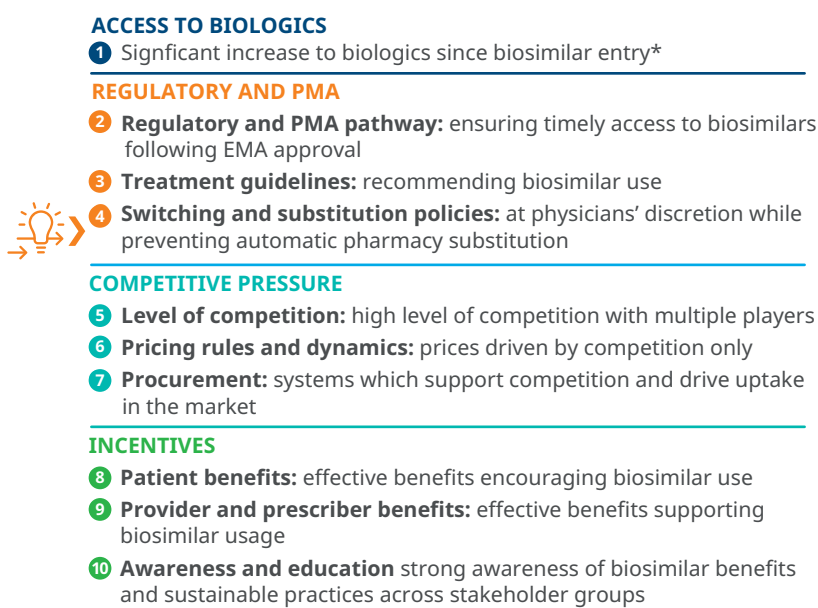 ACCESS TO BIOLOGICS
1 Signficant increase to biologics since biosimilar entry*
REGULATORY AND PMA
2 Regulatory and PMA pathway: ensuring timely access to biosimilars
following EMA approval
3 Treatment guidelines: recommending biosimilar use
4 Switching and substitution policies: at physicians’ discretion while
preventing automatic pharmacy substitution
COMPETITIVE PRESSURE
5 Level of competition: high level of competition with multiple players
6 Pricing rules and dynamics: prices driven by competition only
7 Procurement: systems which support competition and drive uptake
in the market
INCENTIVES
8 Patient benefits: effective benefits encouraging biosimilar use
9 Provider and prescriber benefits: effective benefits supporting
biosimilar usage
10 Awareness and education strong awareness of biosimilar benefits
and sustainable practices across stakeholder groups